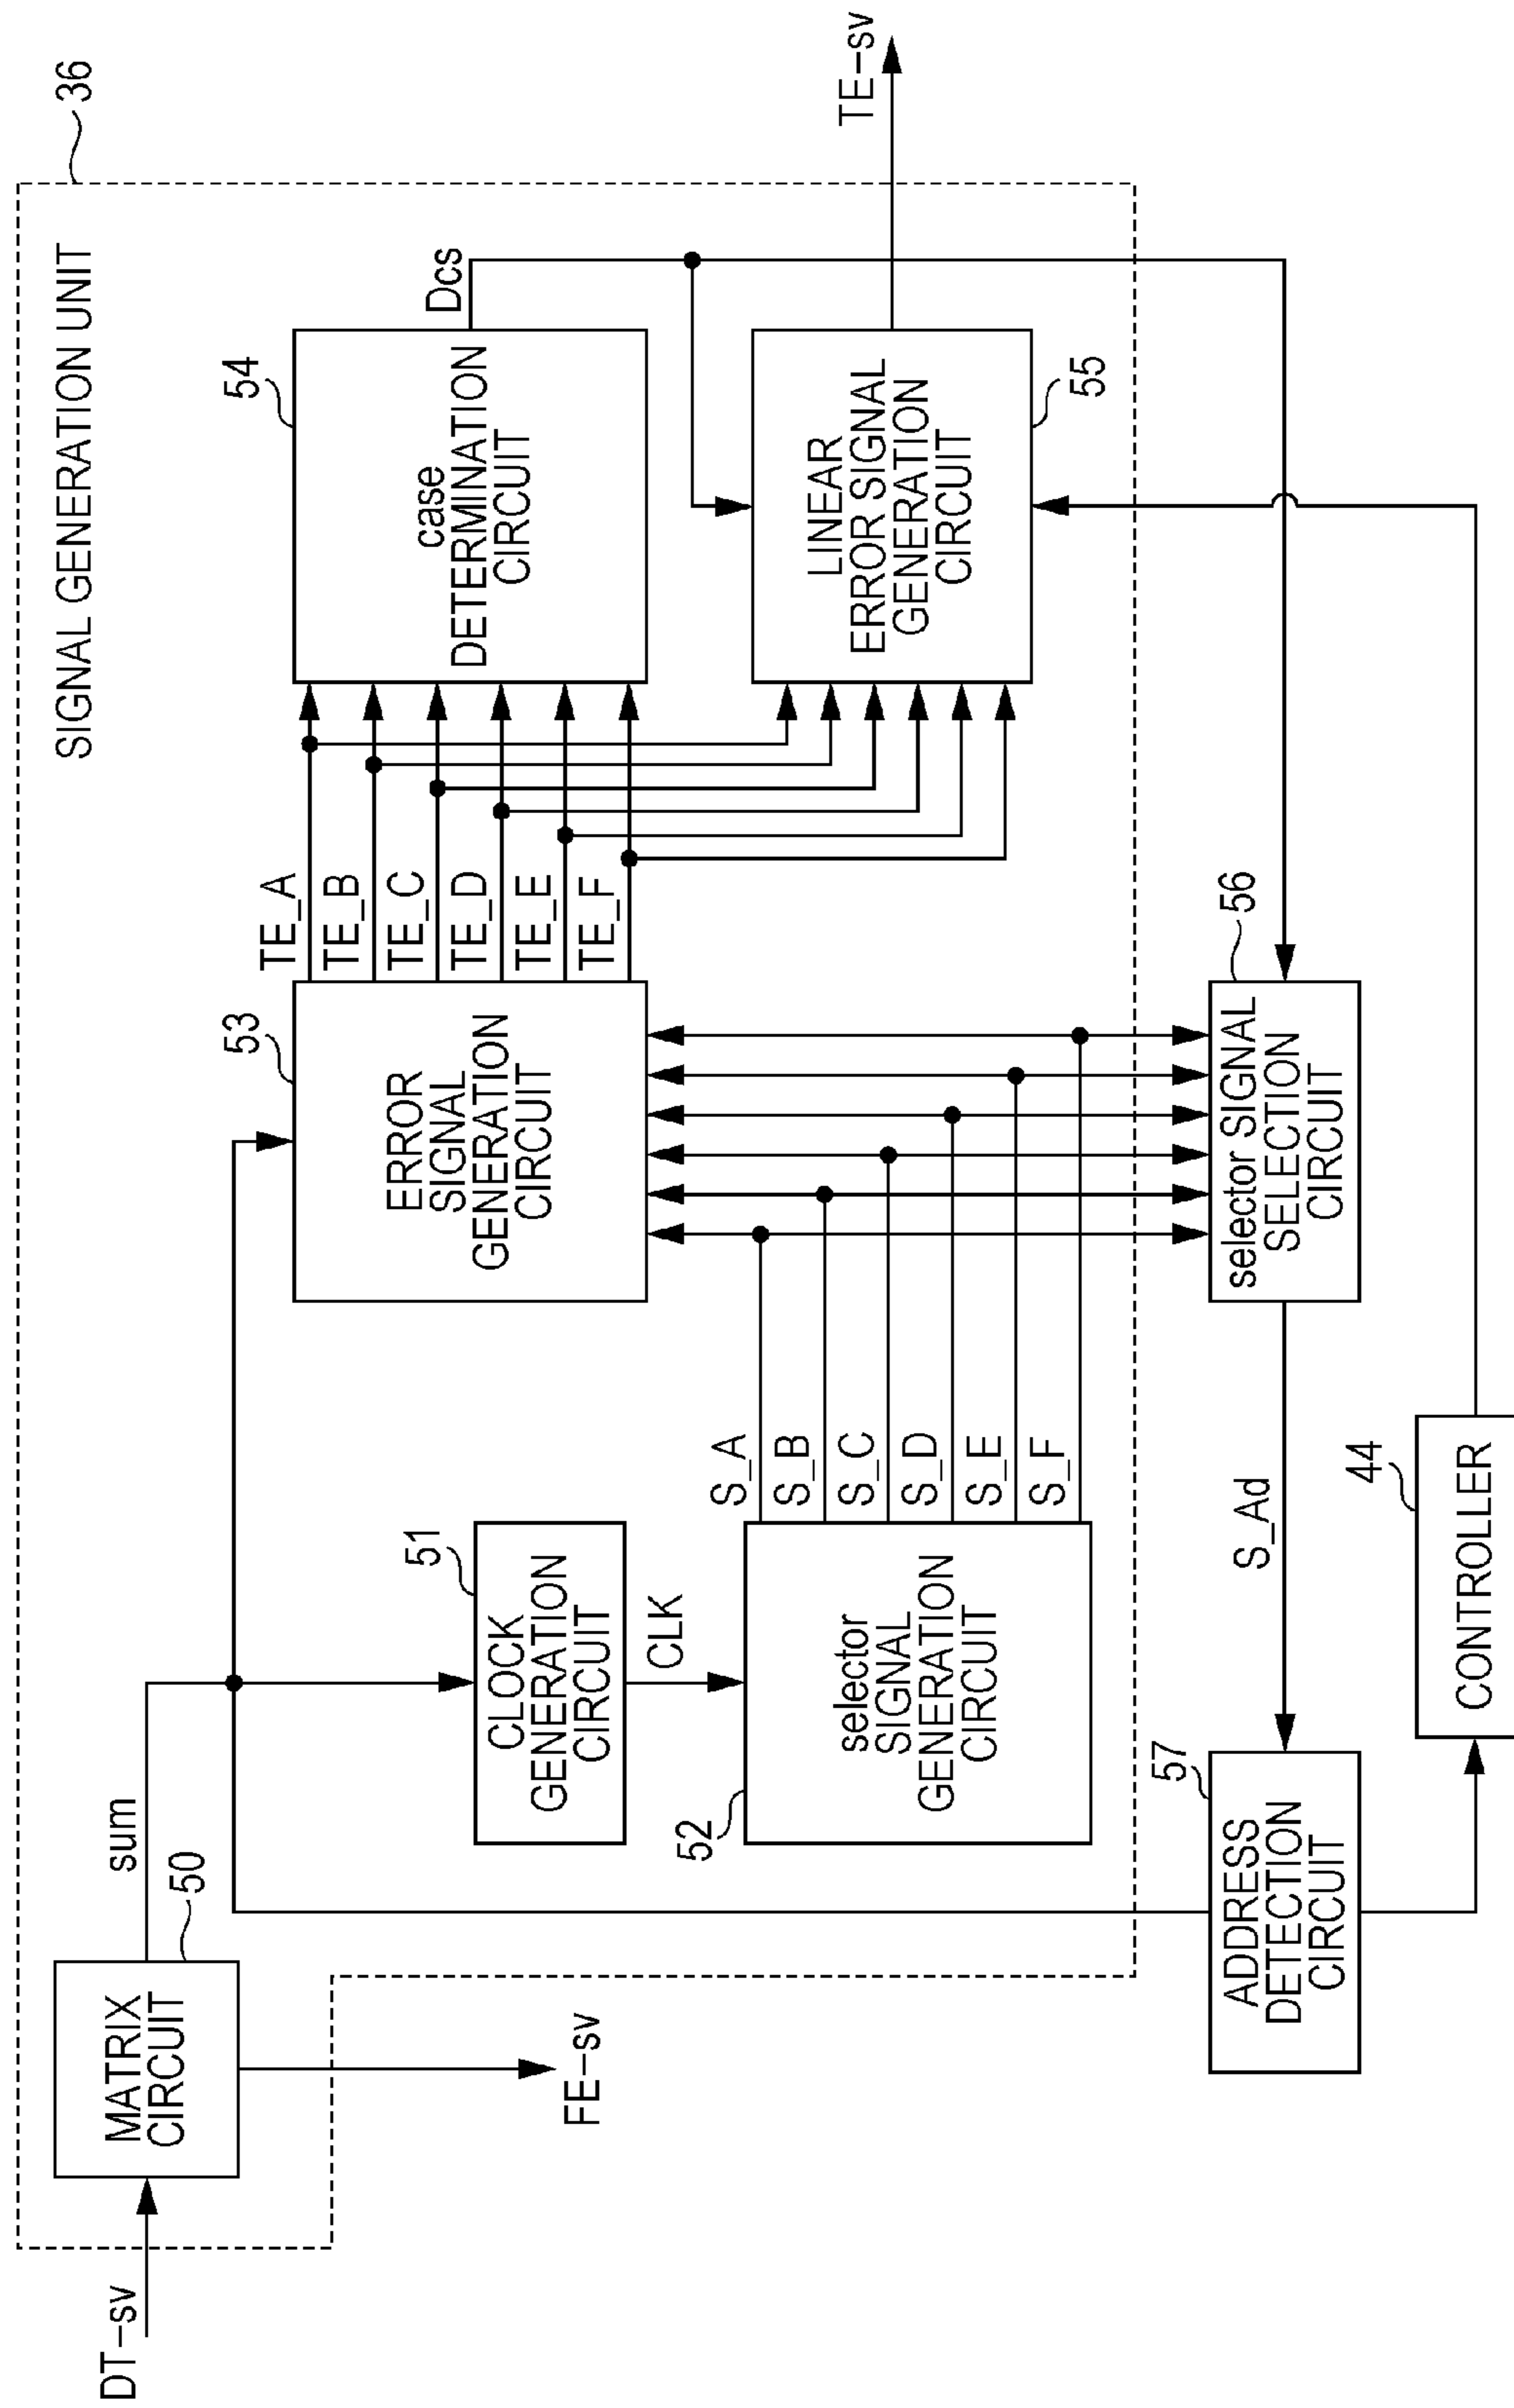 SIGNAL GENERATION UNIT
36
DT-sv
MATRIX
CIRCUIT
50
sum
FE-sv
CLOCK
GENERATION
CIRCUIT
51
CLK
selector
SIGNAL
GENERATION
CIRCUIT
52
S_A
S_B
S_C
S_D
S_E
S_F
ERROR
SIGNAL
GENERATION
CIRCUIT
53
TE_A
TE_B
TE_C
TE_D
TE_E
TE_F
case
DETERMINATION
CIRCUIT
54
Dcs
LINEAR
ERROR SIGNAL
GENERATION
CIRCUIT
55
TE-sv
selector SIGNAL
SELECTION
CIRCUIT
56
S_Ad
ADDRESS
DETECTION
CIRCUIT
57
CONTROLLER
44